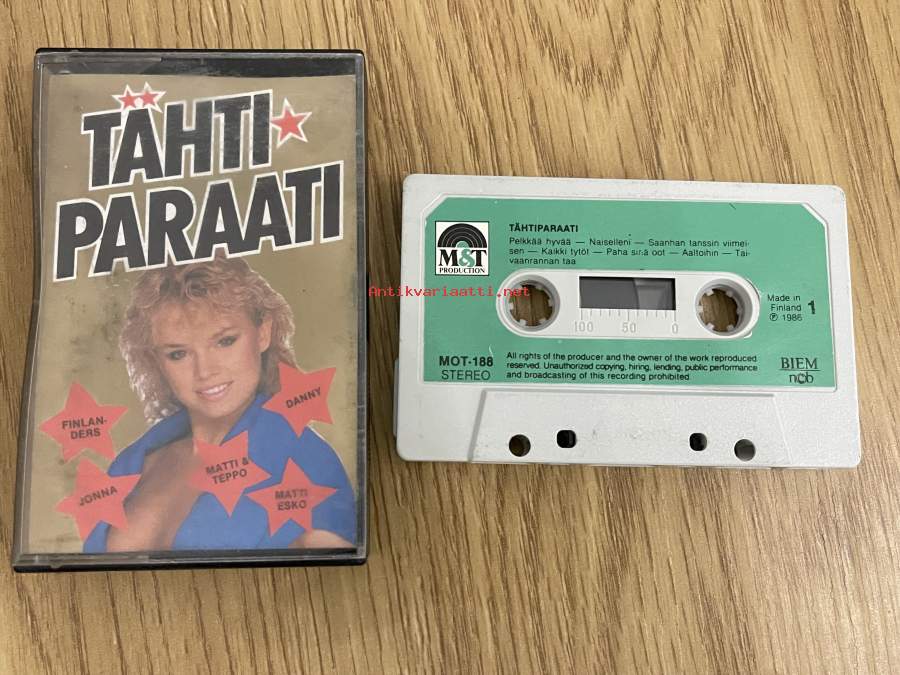 TÄHTI
PARAATI
FINLAN-
DERS
DANNY
JONNA
MATTI &
TEPPO
MATTI
ESKO
M&T
PRODUCTION
TÄHTIPARAATI
Pelkkää hyvää — Naiselleni — Saanhan tanssin viimei-
sen — Kaikki tytöt — Paha sinä oot — Aaltoihin — Tai-
vaanrannan taa
Antikvariaatti.net
100 50 0
Made in
Finland
℗ 1986
1
MOT-188
STEREO
All rights of the producer and the owner of the work reproduced
reserved. Unauthorized copying, hiring, lending, public performance
and broadcasting of this recording prohibited.
BIEM
ncb